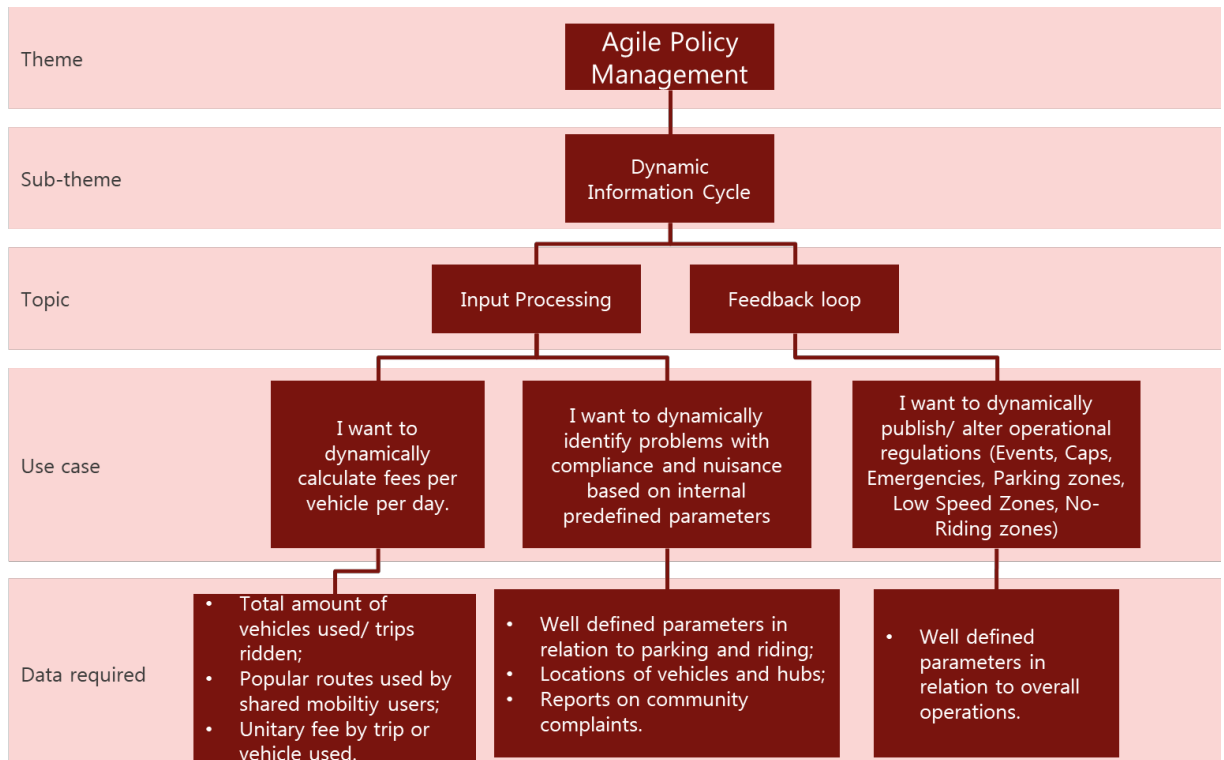 Theme
Agile Policy
Management
Sub-theme
Dynamic
Information Cycle
Topic
Input Processing
Feedback loop
Use case
I want to
dynamically
calculate fees per
vehicle per day.
I want to dynamically
identify problems with
compliance and nuisance
based on internal
predefined parameters
I want to dynamically
publish/ alter operational
regulations (Events, Caps,
Emergencies, Parking zones,
Low Speed Zones, No-
Riding zones)
Data required
• Total amount of
vehicles used/ trips
ridden;
• Popular routes used by
shared mobiltiy users;
• Unitary fee by trip or
vehicle used.
• Well defined parameters in
relation to parking and riding;
• Locations of vehicles and hubs;
• Reports on community
complaints.
• Well defined
parameters in
relation to overall
operations.